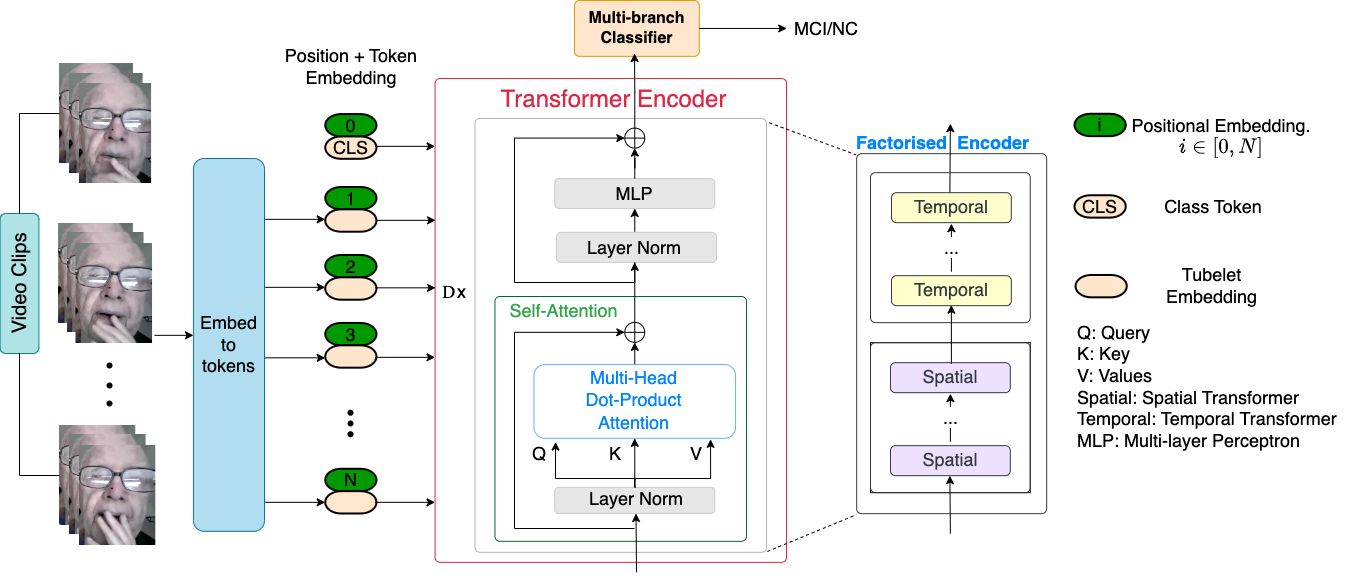 Multi-branch
Classifier
MCI/NC
Position + Token
Embedding
Transformer Encoder
0
CLS
1
2
3
N
Video Clips
Embed
to
tokens
Dx
MLP
Layer Norm
Self-Attention
Multi-Head
Dot-Product
Attention
Q
K
V
Layer Norm
Factorised Encoder
Temporal
...
Temporal
Spatial
...
Spatial
i
Positional Embedding.
i ∈ [0, N]
CLS
Class Token
Tubelet
Embedding
Q: Query
K: Key
V: Values
Spatial: Spatial Transformer
Temporal: Temporal Transformer
MLP: Multi-layer Perceptron